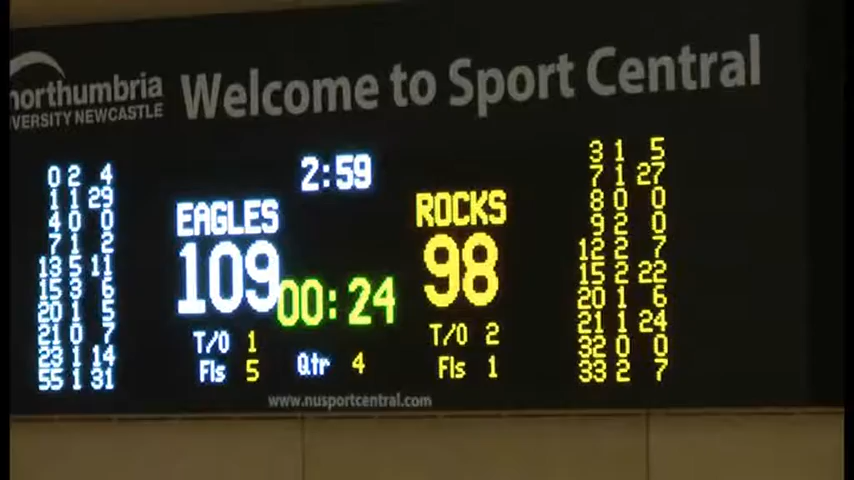 northumbria
VERSITY NEWCASTLE
Welcome to Sport Central
2:59
EAGLES
109
00:24
T/O 1
Fls 5
Qtr 4
ROCKS
98
T/O 2
Fls 1
0 2 4
1 1 29
4 0 0
7 1 2
13 5 11
15 3 6
20 1 5
21 0 7
23 1 14
55 1 31
3 1 5
7 1 27
8 0 0
9 2 0
12 2 7
15 2 22
20 1 6
21 1 24
32 0 0
33 2 7
www.nusportcentral.com